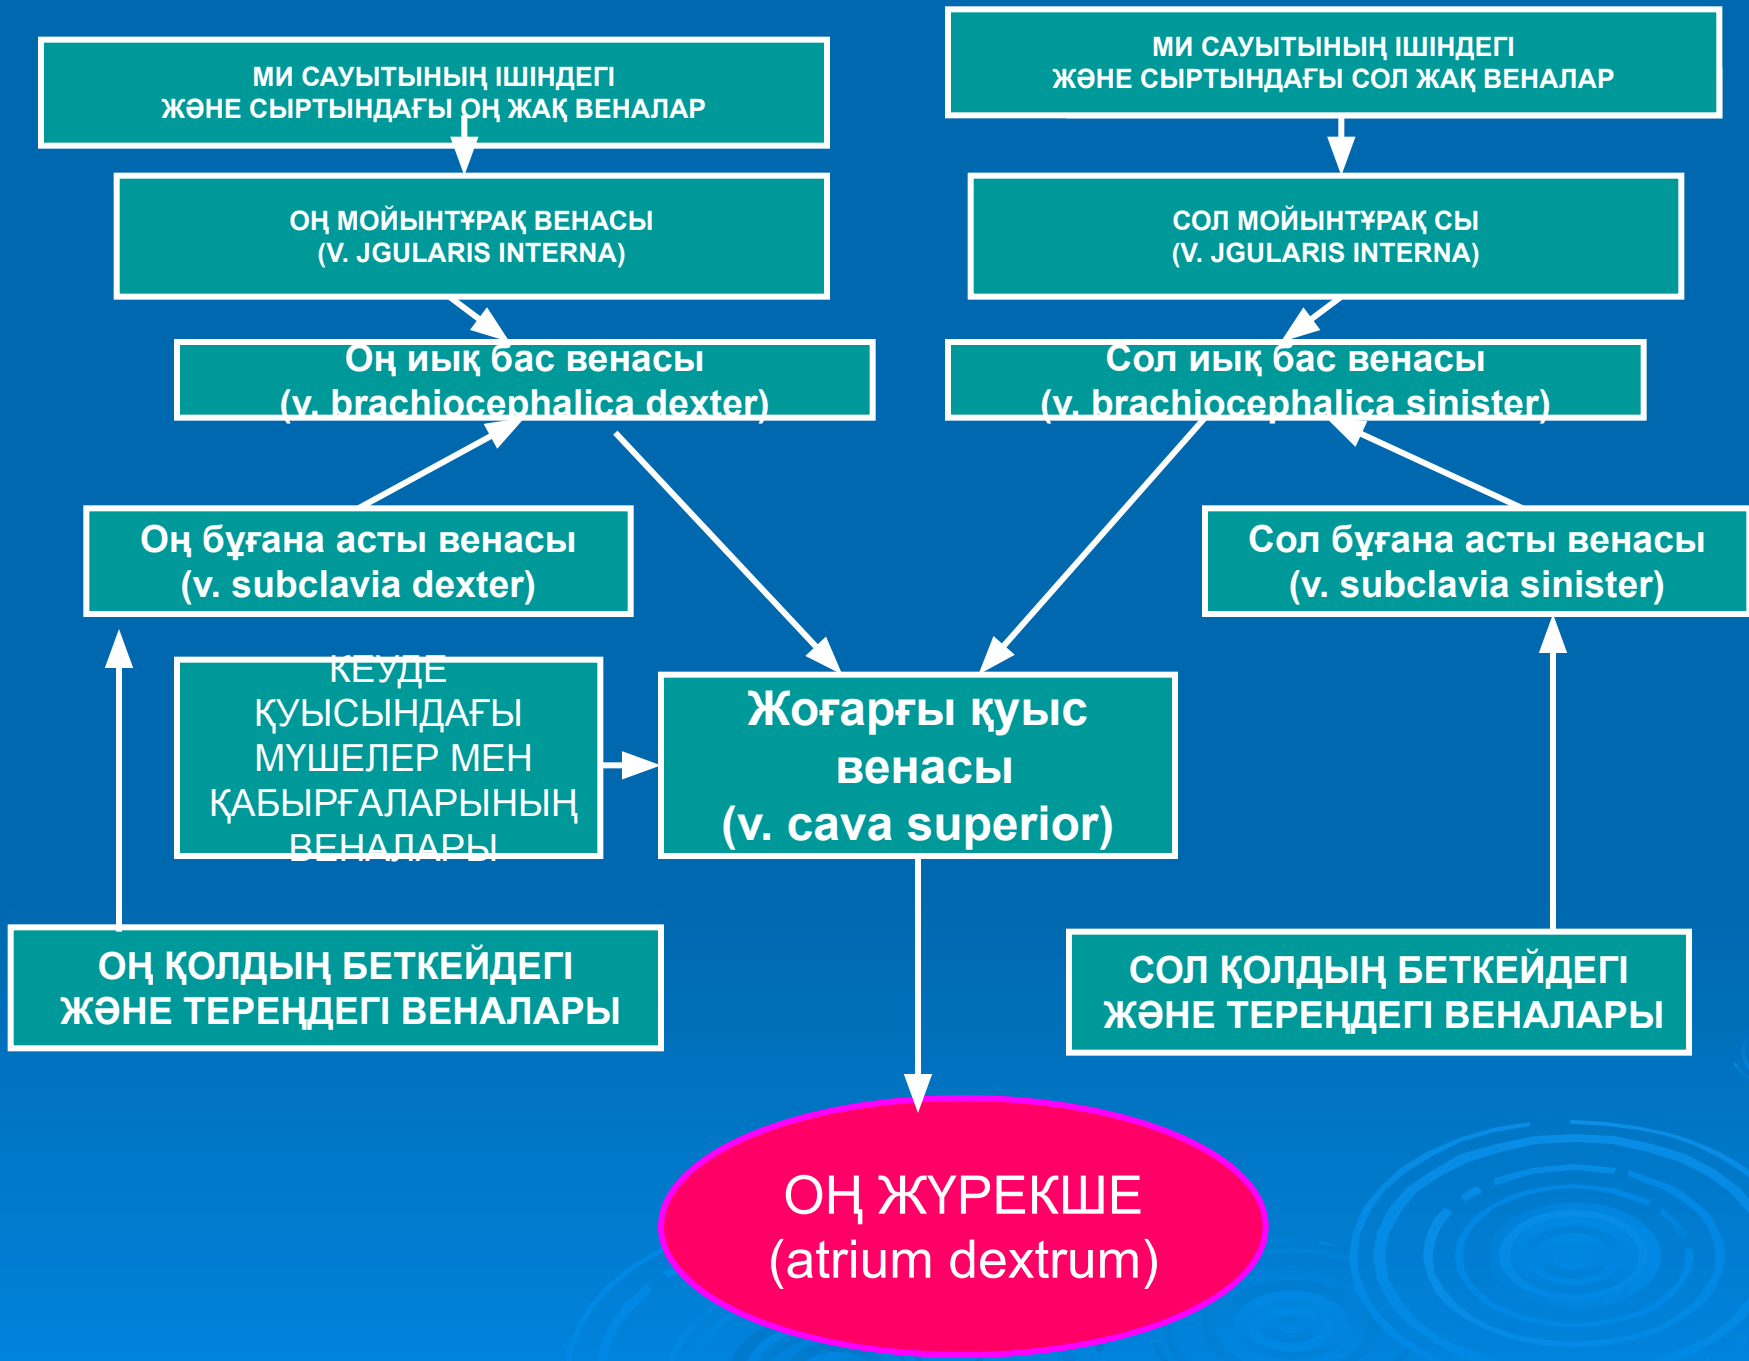 МИ САУЫТЫНЫҢ ІШІНДЕГІ
ЖӘНЕ СЫРТЫНДАҒЫ ОҢ ЖАҚ ВЕНАЛАР
МИ САУЫТЫНЫҢ ІШІНДЕГІ
ЖӘНЕ СЫРТЫНДАҒЫ СОЛ ЖАҚ ВЕНАЛАР
ОҢ МОЙЫНТҰРАҚ ВЕНАСЫ
(V. JGULARIS INTERNA)
СОЛ МОЙЫНТҰРАҚ СЫ
(V. JGULARIS INTERNA)
Оң иық бас венасы
(v. brachiocephalica dexter)
Сол иық бас венасы
(v. brachiocephalica sinister)
Оң бұғана асты венасы
(v. subclavia dexter)
Сол бұғана асты венасы
(v. subclavia sinister)
КЕУДЕ
ҚУЫСЫНДАҒЫ
МҮШЕЛЕР МЕН
ҚАБЫРҒАЛАРЫНЫҢ
ВЕНАЛАРЫ
Жоғарғы қуыс
венасы
(v. cava superior)
ОҢ ҚОЛДЫҢ БЕТКЕЙДЕГІ
ЖӘНЕ ТЕРЕҢДЕГІ ВЕНАЛАРЫ
СОЛ ҚОЛДЫҢ БЕТКЕЙДЕГІ
ЖӘНЕ ТЕРЕҢДЕГІ ВЕНАЛАРЫ
ОҢ ЖҮРЕКШЕ
(atrium dextrum)